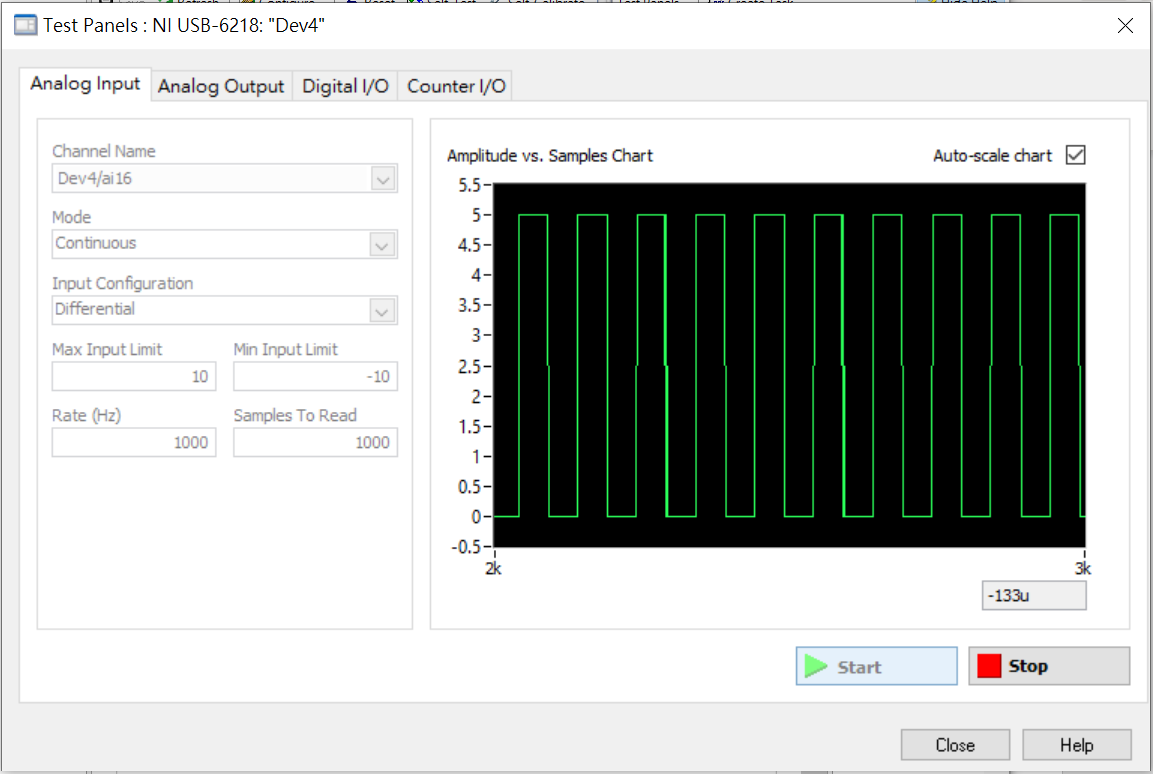 Test Panels : NI USB-6218: "Dev4"
Analog Input
Analog Output
Digital I/O
Counter I/O
Channel Name
Dev4/ai16
Mode
Continuous
Input Configuration
Differential
Max Input Limit
Min Input Limit
10
-10
Rate (Hz)
Samples To Read
1000
1000
Amplitude vs. Samples Chart
Auto-scale chart
5.5
5
4.5
4
3.5
3
2.5
2
1.5
1
0.5
0
-0.5
2k
3k
-133u
Start
Stop
Close
Help